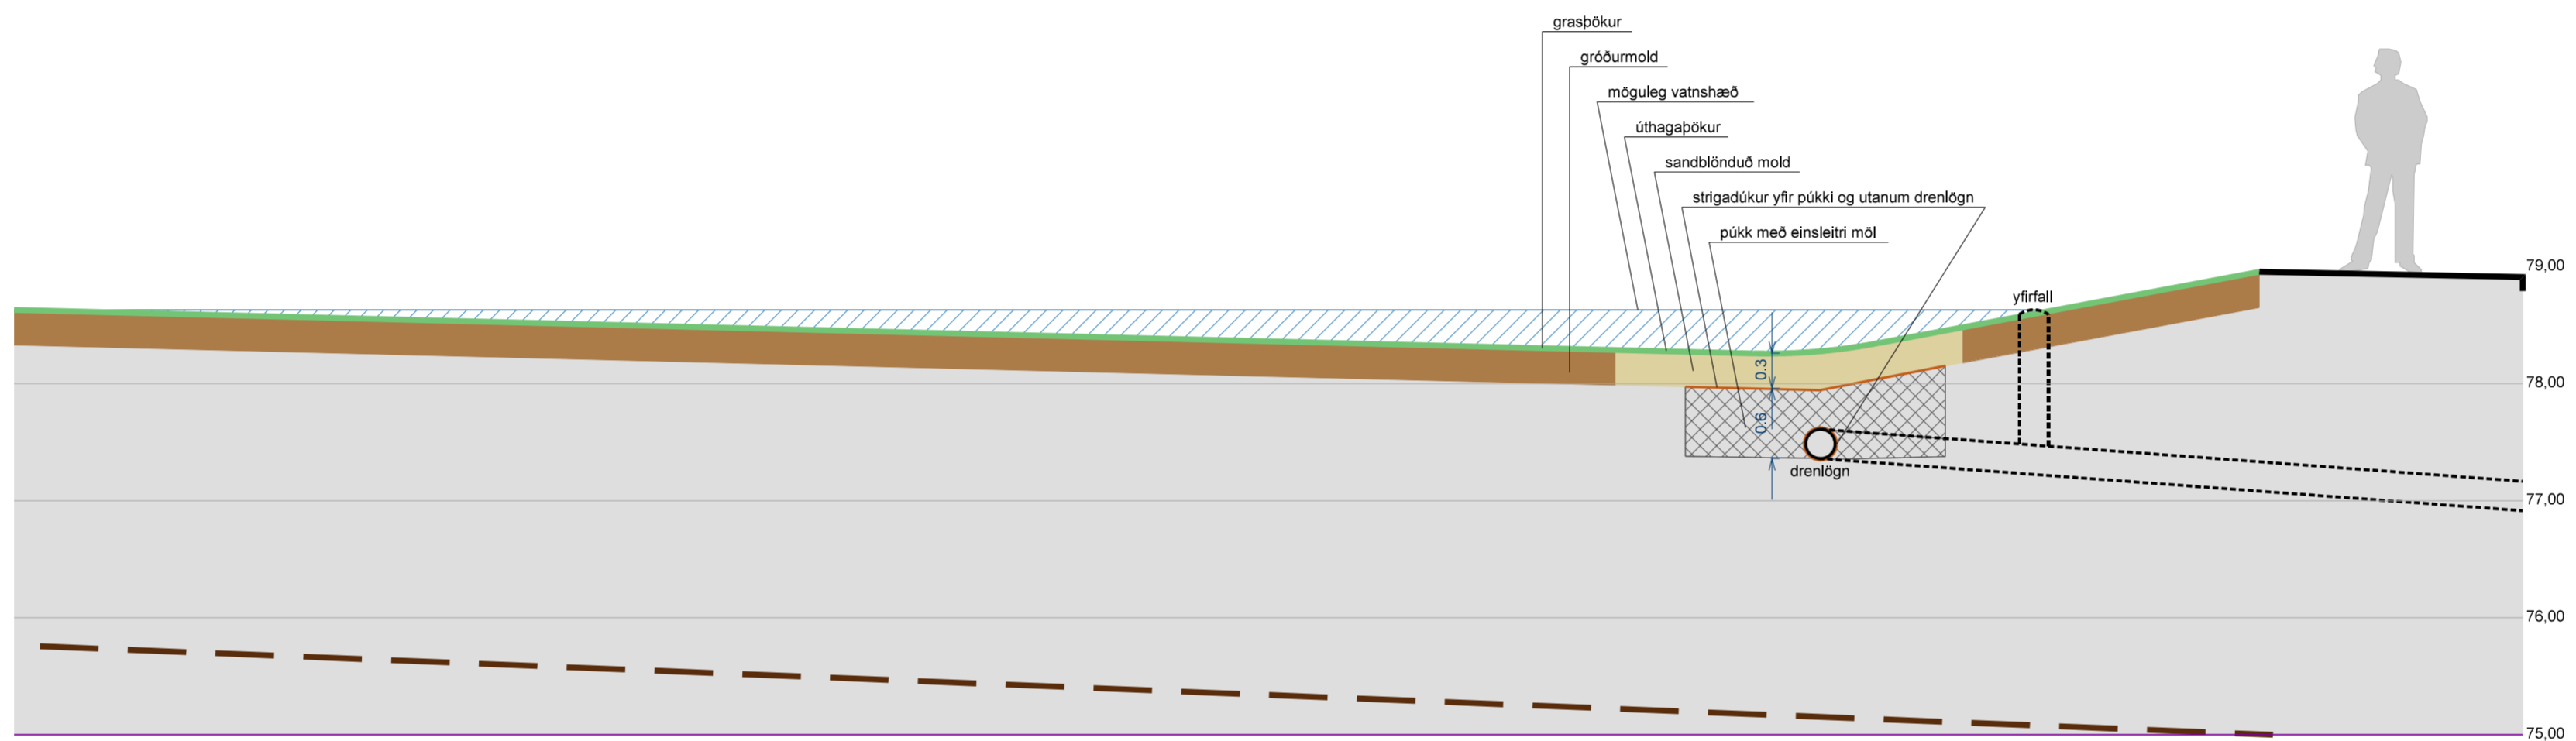 grasþökur
gróðurmold
möguleg vatnshæð
úthagaþökur
sandblönduð mold
strigadúkur yfir púkki og utanum drenlögn
púkk með einsleitri möl
79,00
yfirfall
0.3
78,00
0.6
drenlögn
77,00
76,00
75,00